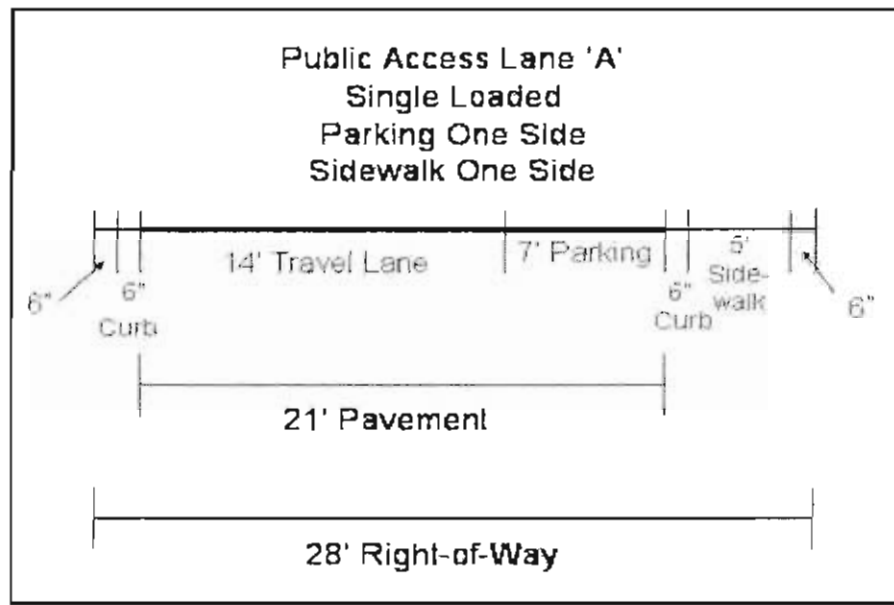 Public Access Lane 'A'
Single Loaded
Parking One Side
Sidewalk One Side
14' Travel Lane
7' Parking
5'
Side-
walk
6"
6"
Curb
6"
Curb
6"
21' Pavement
28' Right-of-Way